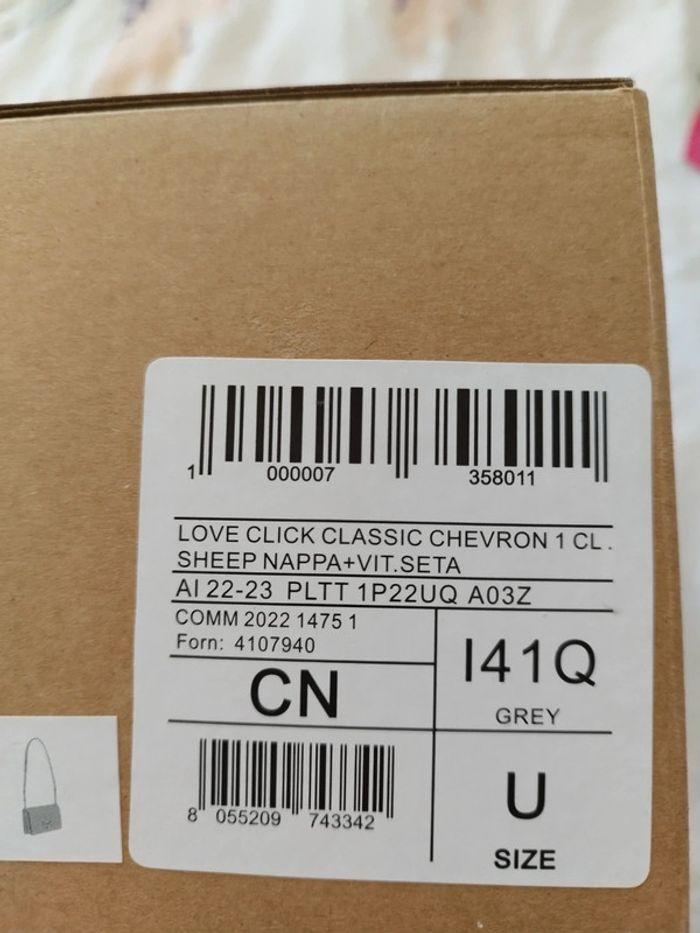 1 000007 358011
LOVE CLICK CLASSIC CHEVRON 1 CL .
SHEEP NAPPA+VIT.SETA
AI 22-23 PLTT 1P22UQ A03Z
COMM 2022 1475 1
Forn: 4107940
CN
I41Q
GREY
8 055209 743342
U
SIZE